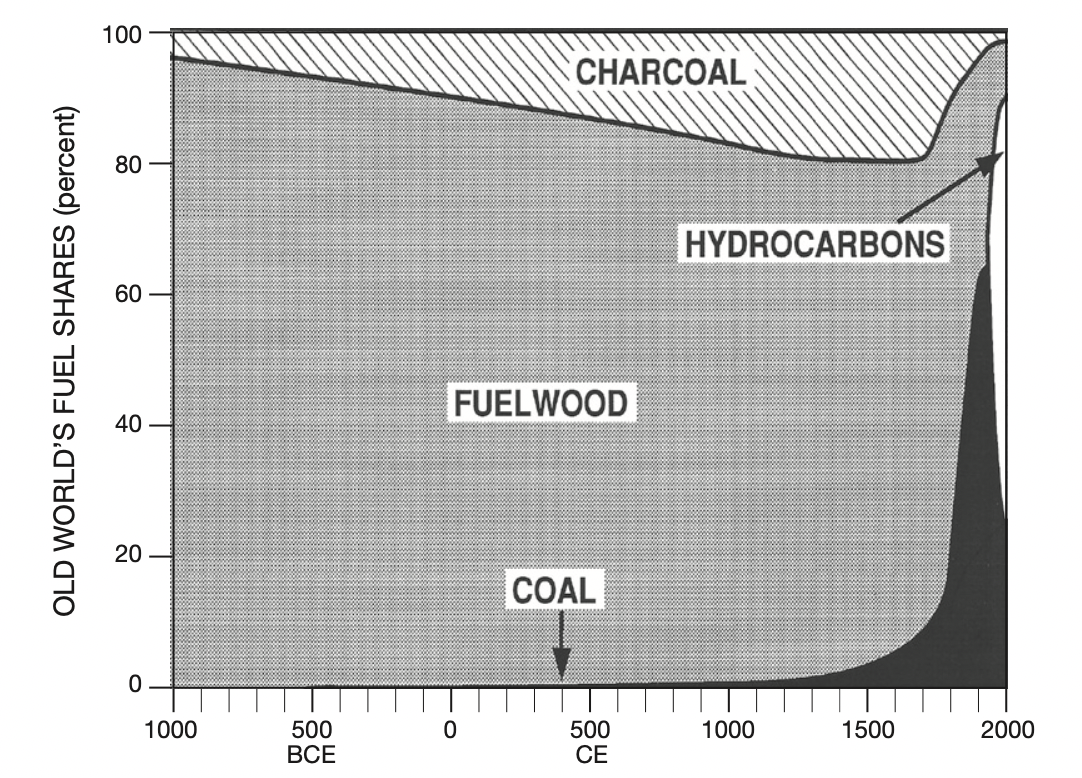 OLD WORLD'S FUEL SHARES (percent)
100
80
60
40
20
0
CHARCOAL
HYDROCARBONS
FUELWOOD
COAL
1000 500 0 500 1000 1500 2000
BCE CE